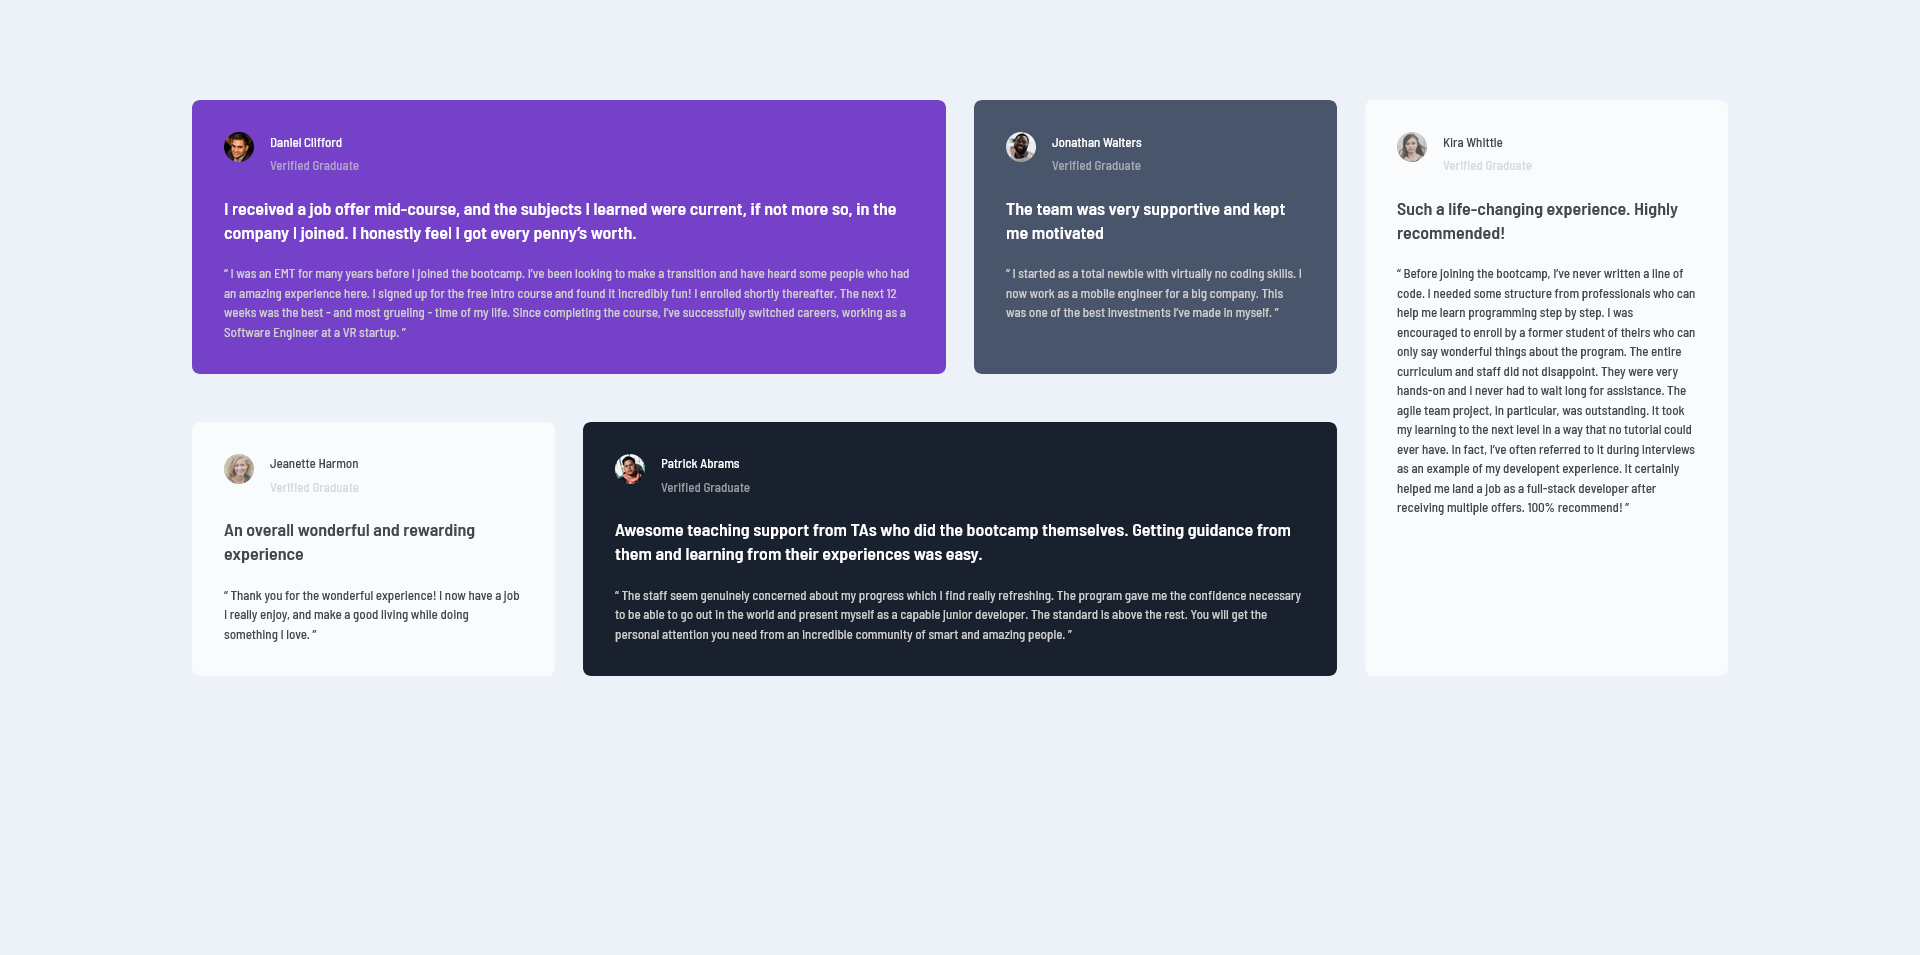 Daniel Clifford
Verified Graduate
I received a job offer mid-course, and the subjects I learned were current, if not more so, in the
company I joined. I honestly feel I got every penny’s worth.
“ I was an EMT for many years before I joined the bootcamp. I’ve been looking to make a transition and have heard some people who had
an amazing experience here. I signed up for the free intro course and found it incredibly fun! I enrolled shortly thereafter. The next 12
weeks was the best - and most grueling - time of my life. Since completing the course, I’ve successfully switched careers, working as a
Software Engineer at a VR startup. ”
Jonathan Walters
Verified Graduate
The team was very supportive and kept
me motivated
“ I started as a total newbie with virtually no coding skills. I
now work as a mobile engineer for a big company. This
was one of the best investments I’ve made in myself. ”
Kira Whittle
Verified Graduate
Such a life-changing experience. Highly
recommended!
“ Before joining the bootcamp, I’ve never written a line of
code. I needed some structure from professionals who can
help me learn programming step by step. I was
encouraged to enroll by a former student of theirs who can
only say wonderful things about the program. The entire
curriculum and staff did not disappoint. They were very
hands-on and I never had to wait long for assistance. The
agile team project, in particular, was outstanding. It took
my learning to the next level in a way that no tutorial could
ever have. In fact, I’ve often referred to it during interviews
as an example of my developent experience. It certainly
helped me land a job as a full-stack developer after
receiving multiple offers. 100% recommend! ”
Jeanette Harmon
Verified Graduate
An overall wonderful and rewarding
experience
“ Thank you for the wonderful experience! I now have a job
I really enjoy, and make a good living while doing
something I love. ”
Patrick Abrams
Verified Graduate
Awesome teaching support from TAs who did the bootcamp themselves. Getting guidance from
them and learning from their experiences was easy.
“ The staff seem genuinely concerned about my progress which I find really refreshing. The program gave me the confidence necessary
to be able to go out in the world and present myself as a capable junior developer. The standard is above the rest. You will get the
personal attention you need from an incredible community of smart and amazing people. ”